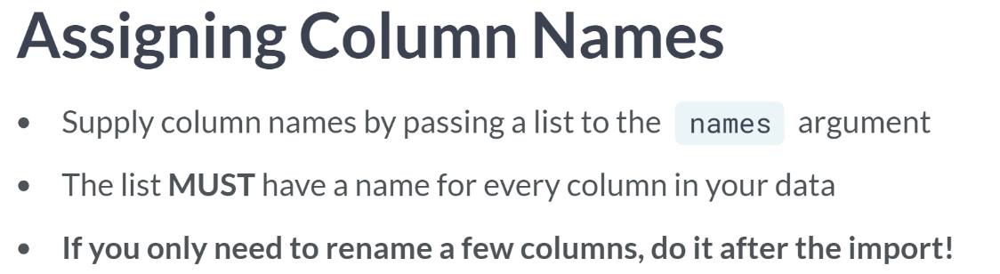 Assigning Column Names
• Supply column names by passing a list to the names argument
• The list MUST have a name for every column in your data
• If you only need to rename a few columns, do it after the import!